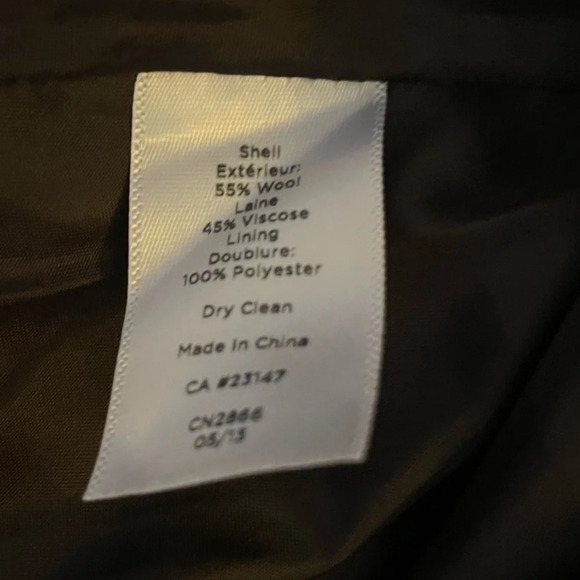 Shell
Extérieur:
55% Wool
Laine
45% Viscose
Lining
Doublure:
100% Polyester
Dry Clean
Made In China
CA #23147
CN2866
05/13